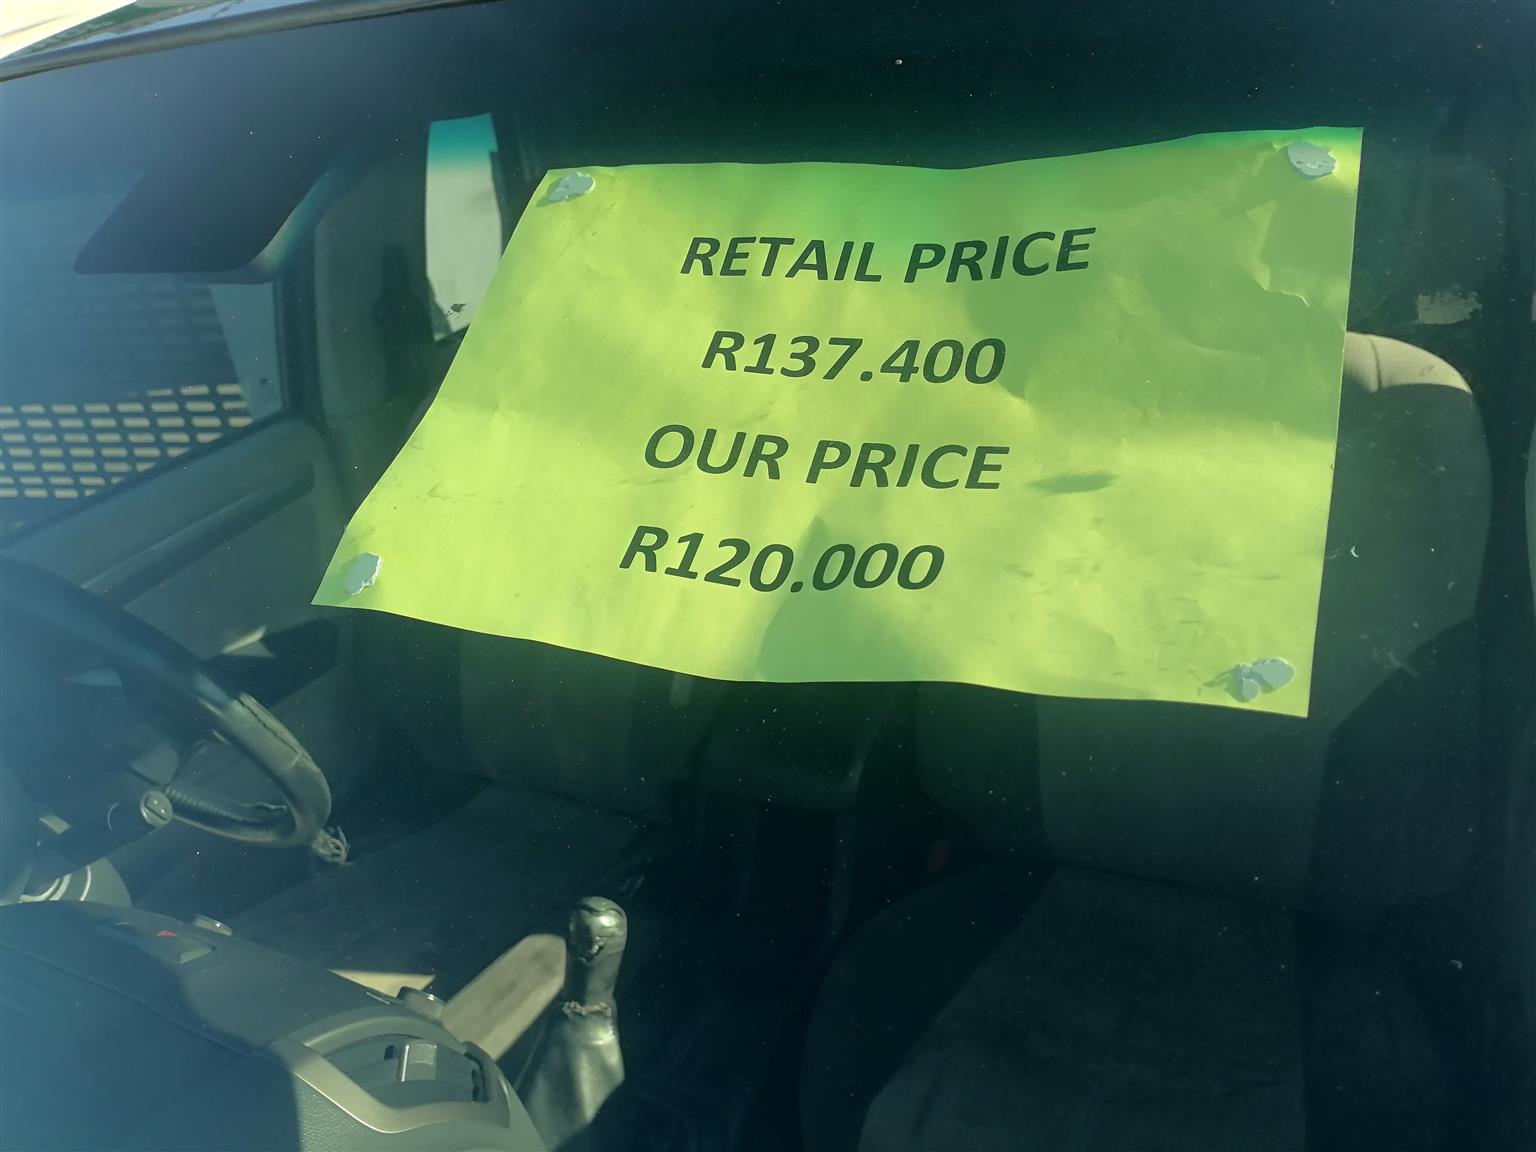 RETAIL PRICE
R137.400
OUR PRICE
R120.000